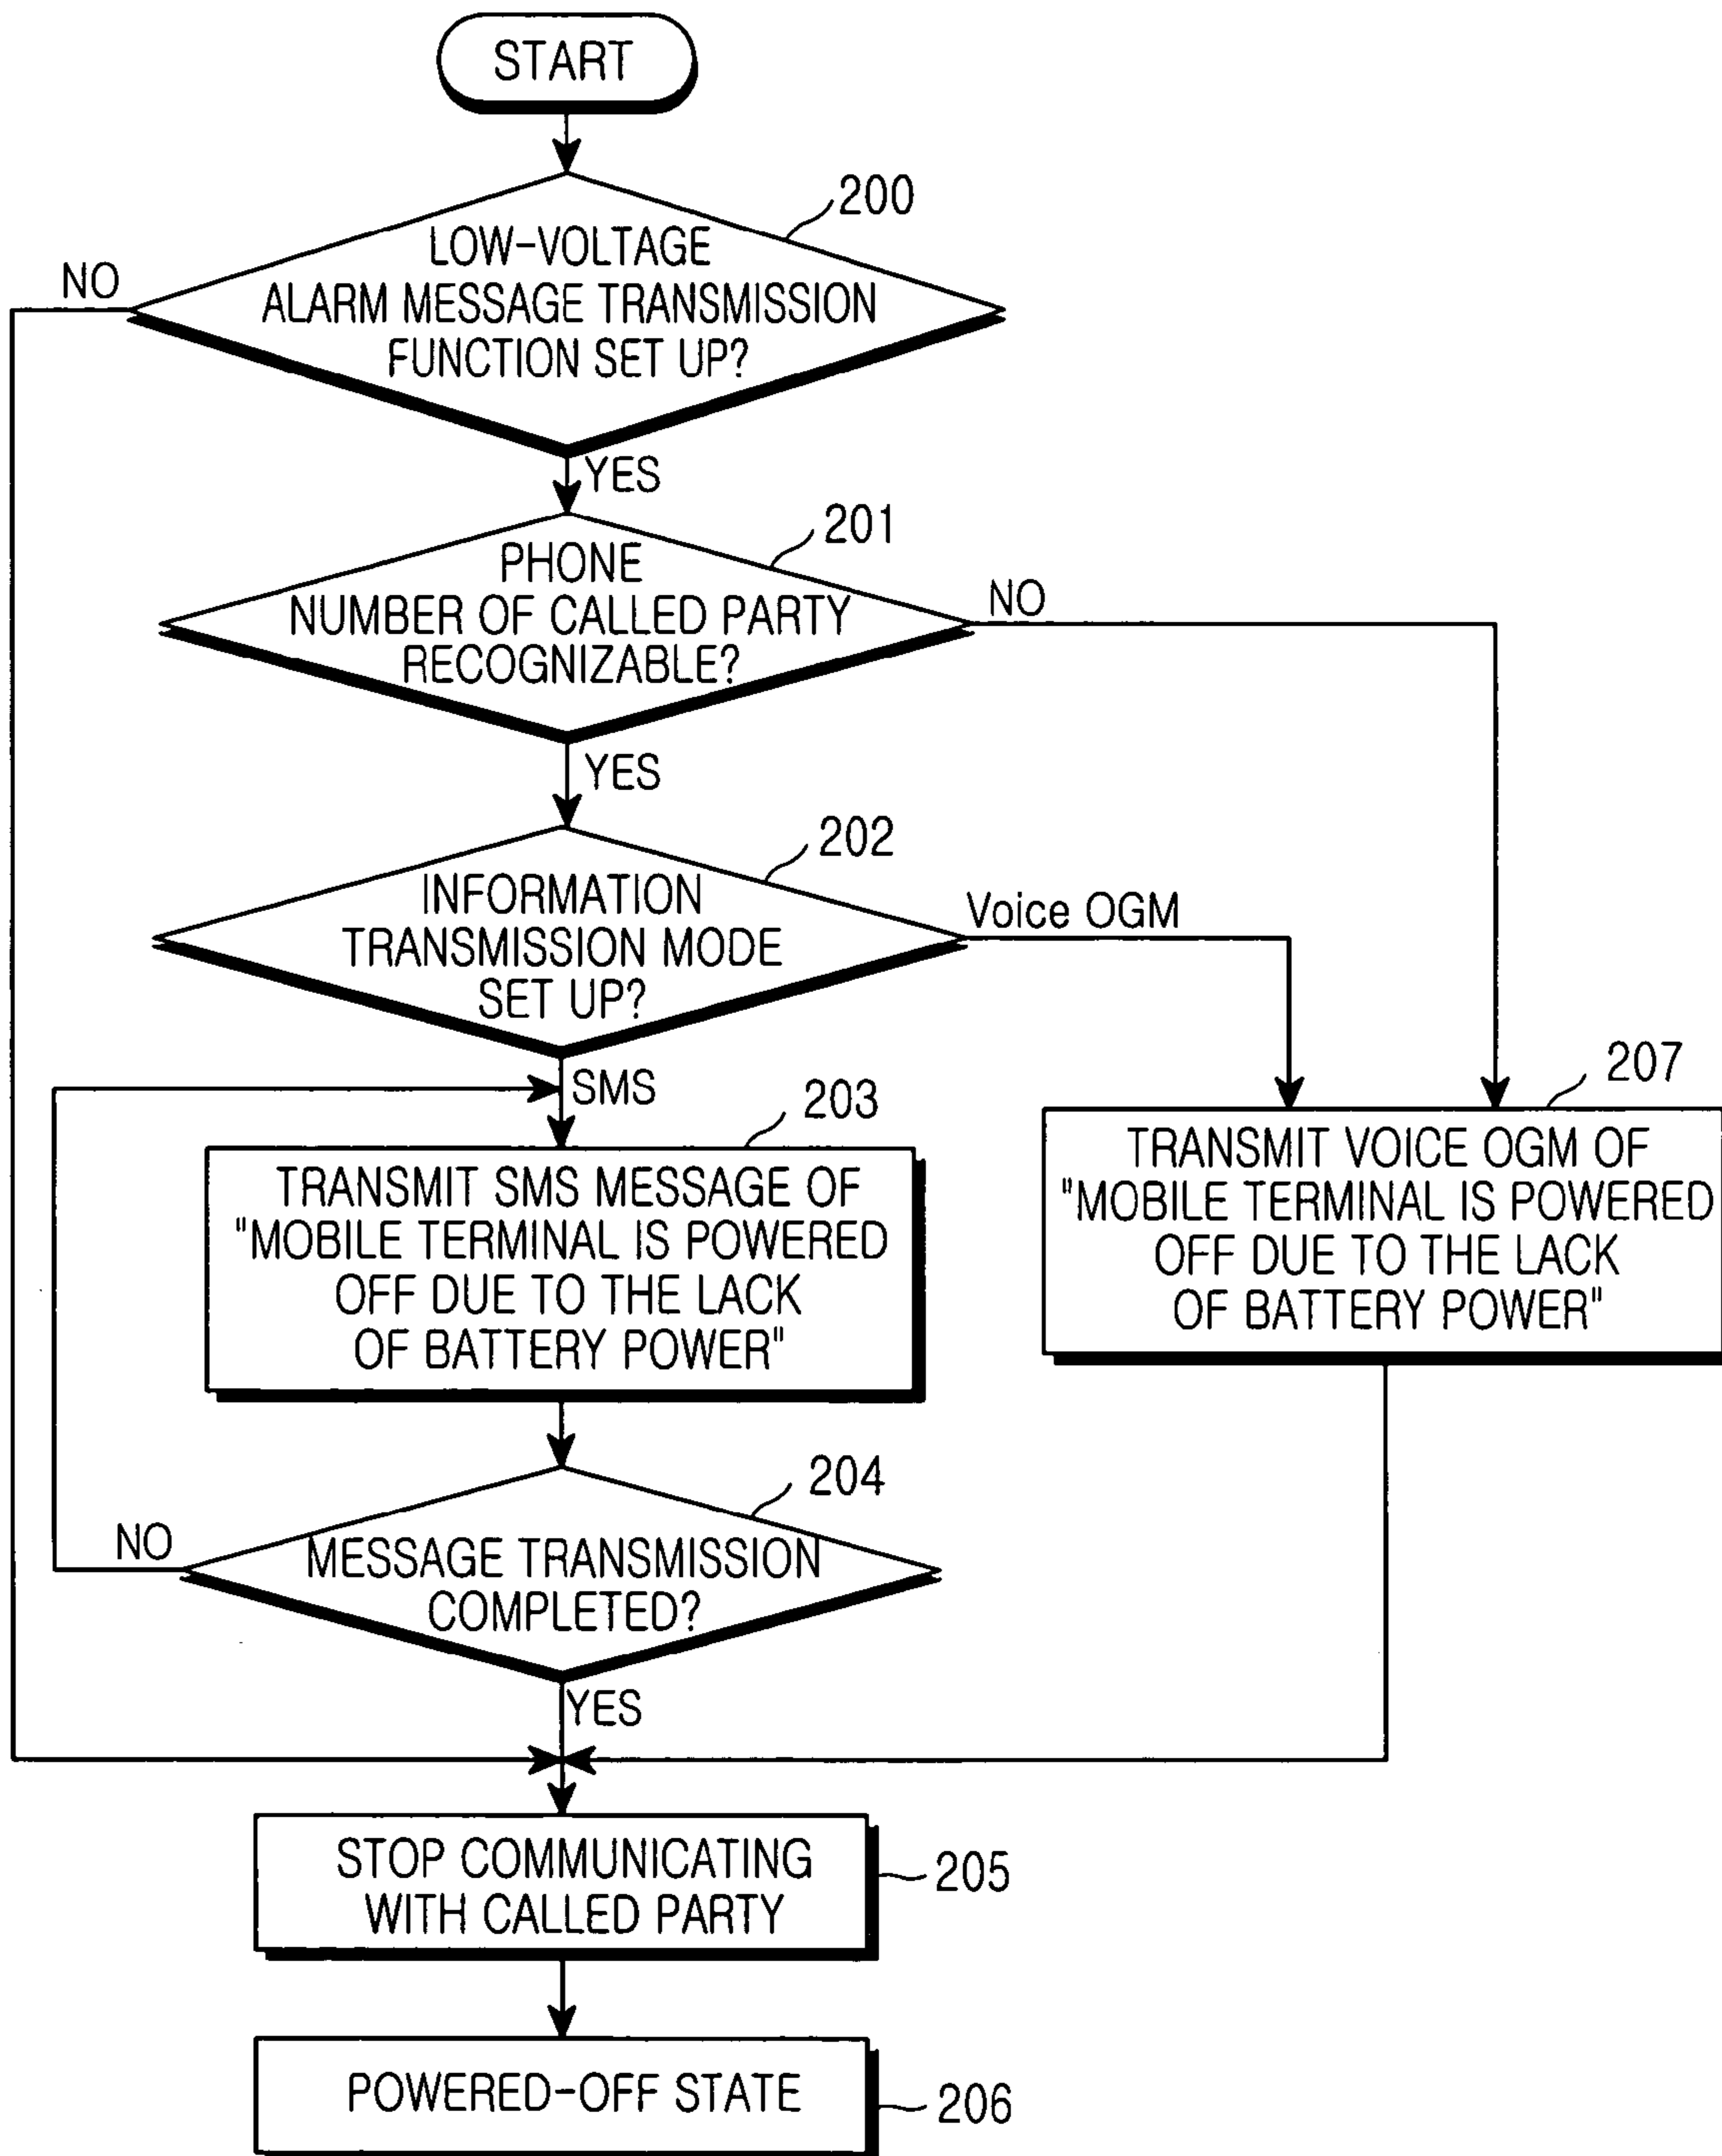 START
200
LOW-VOLTAGE
ALARM MESSAGE TRANSMISSION
FUNCTION SET UP?
NO
YES
201
PHONE
NUMBER OF CALLED PARTY
RECOGNIZABLE?
NO
YES
202
INFORMATION
TRANSMISSION MODE
SET UP?
Voice OGM
SMS
203
TRANSMIT SMS MESSAGE OF
"MOBILE TERMINAL IS POWERED
OFF DUE TO THE LACK
OF BATTERY POWER"
207
TRANSMIT VOICE OGM OF
"MOBILE TERMINAL IS POWERED
OFF DUE TO THE LACK
OF BATTERY POWER"
204
MESSAGE TRANSMISSION
COMPLETED?
NO
YES
STOP COMMUNICATING
WITH CALLED PARTY
205
POWERED-OFF STATE
206